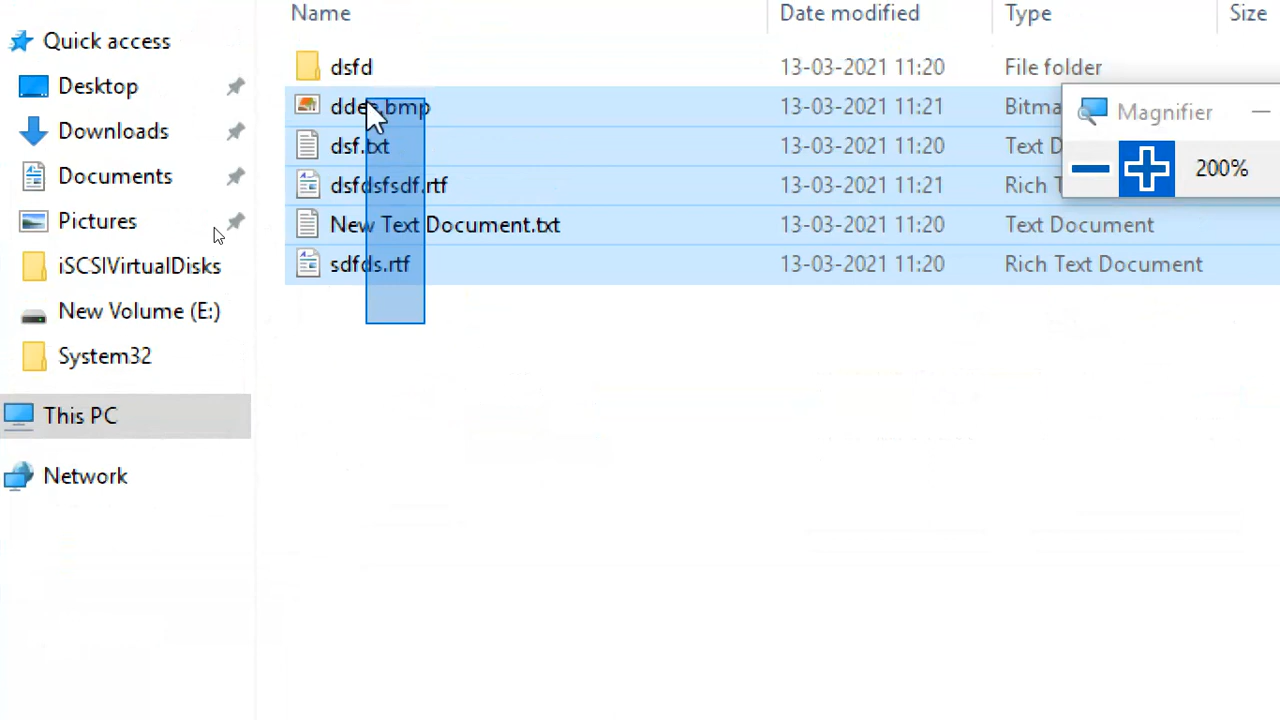 Name Date modified Type Size
Quick access
Desktop
Downloads
Documents
Pictures
iSCSIVirtualDisks
New Volume (E:)
System32
This PC
Network
dsfd 13-03-2021 11:20 File folder
13-03-2021 11:21 Bitma
dsf.txt 13-03-2021 11:20 Text D
dsfdsfsdf.rtf 13-03-2021 11:21 Rich T
New Text Document.txt 13-03-2021 11:20 Text Document
sdfds.rtf 13-03-2021 11:20 Rich Text Document
Magnifier
200%